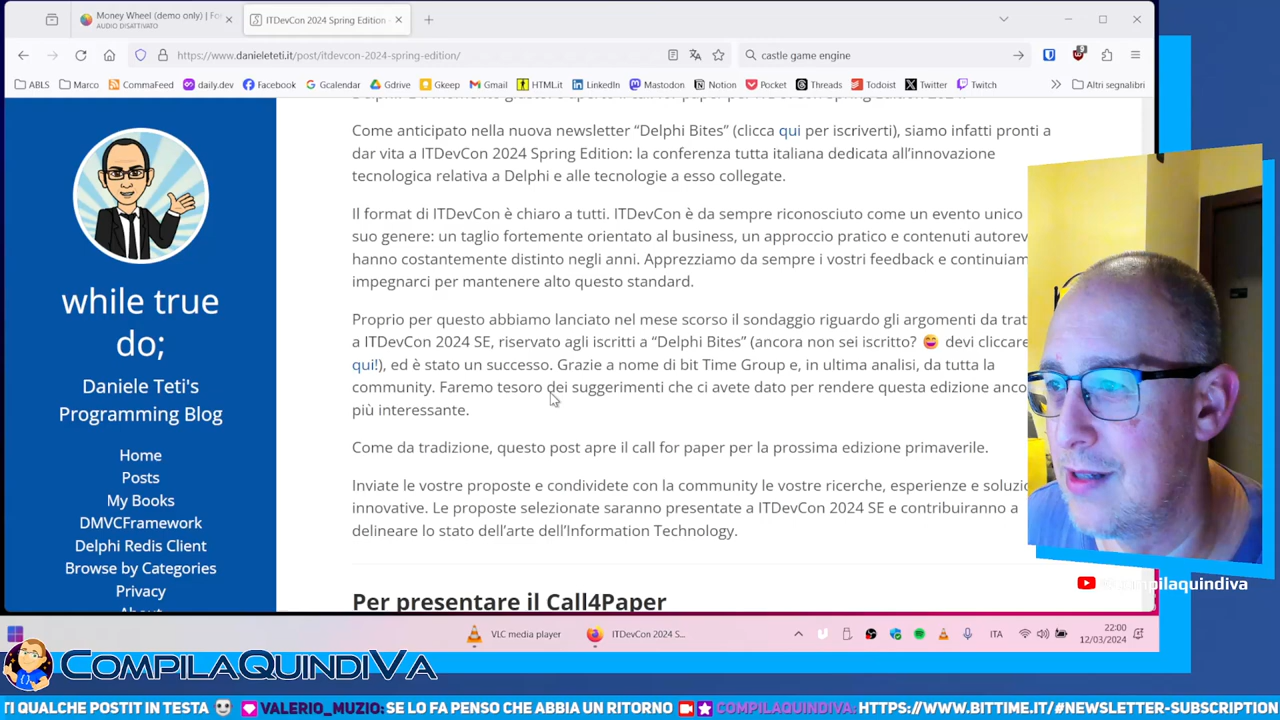 Money Wheel (demo only) | Fo
AUDIO DISATTIVATO
ITDevCon 2024 Spring Edition -
https://www.danieleteti.it/post/itdevcon-2024-spring-edition/
castle game engine
ABLS
Marco
CommaFeed
daily.dev
Facebook
Gcalendar
Gdrive
Gkeep
Gmail
HTMLit
LinkedIn
Mastodon
Notion
Pocket
Threads
Todoist
Twitter
Twitch
Altri segnalibri
while true
do;
Daniele Teti's
Programming Blog
Home
Posts
My Books
DMVCFramework
Delphi Redis Client
Browse by Categories
Privacy
Come anticipato nella nuova newsletter “Delphi Bites” (clicca qui per iscriverti), siamo infatti pronti a
dar vita a ITDevCon 2024 Spring Edition: la conferenza tutta italiana dedicata all’innovazione
tecnologica relativa a Delphi e alle tecnologie a esso collegate.
Il format di ITDevCon è chiaro a tutti. ITDevCon è da sempre riconosciuto come un evento unico
suo genere: un taglio fortemente orientato al business, un approccio pratico e contenuti autorev
hanno costantemente distinto negli anni. Apprezziamo da sempre i vostri feedback e continuiam
impegnarci per mantenere alto questo standard.
Proprio per questo abbiamo lanciato nel mese scorso il sondaggio riguardo gli argomenti da trat
a ITDevCon 2024 SE, riservato agli iscritti a “Delphi Bites” (ancora non sei iscritto? 😄 devi cliccare
qui!), ed è stato un successo. Grazie a nome di bit Time Group e, in ultima analisi, da tutta la
community. Faremo tesoro dei suggerimenti che ci avete dato per rendere questa edizione anco
più interessante.
Come da tradizione, questo post apre il call for paper per la prossima edizione primaverile.
Inviate le vostre proposte e condividete con la community le vostre ricerche, esperienze e soluzio
innovative. Le proposte selezionate saranno presentate a ITDevCon 2024 SE e contribuiranno a
delineare lo stato dell’arte dell’Information Technology.
Per presentare il Call4Paper
compilaquindiva
VLC media player
ITDevCon 2024 S...
ITA
22:00
12/03/2024
COMPILAQUINDIVA
TI QUALCHE POSTIT IN TESTA VALERIO_MUZIO: SE LO FA PENSO CHE ABBIA UN RITORNO COMPILAQUINDIVA: HTTPS://WWW.BITTIME.IT/#NEWSLETTER-SUBSCRIPTION